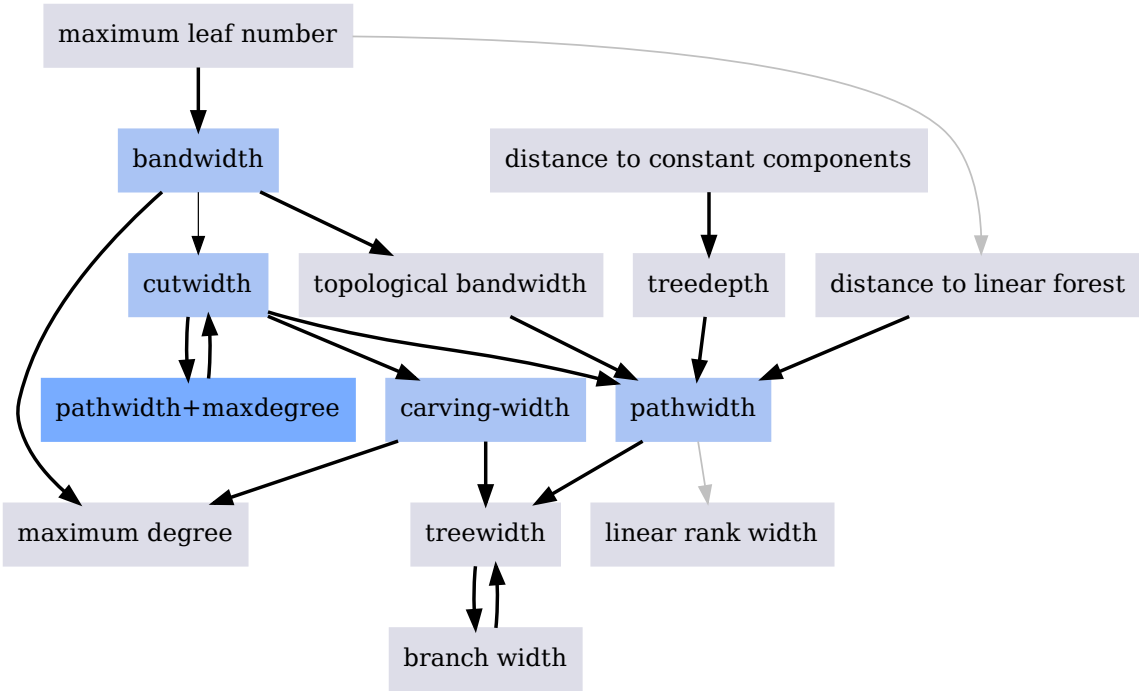 maximum leaf number
bandwidth
distance to constant components
cutwidth
topological bandwidth
treedepth
distance to linear forest
pathwidth+maxdegree
carving-width
pathwidth
maximum degree
treewidth
linear rank width
branch width